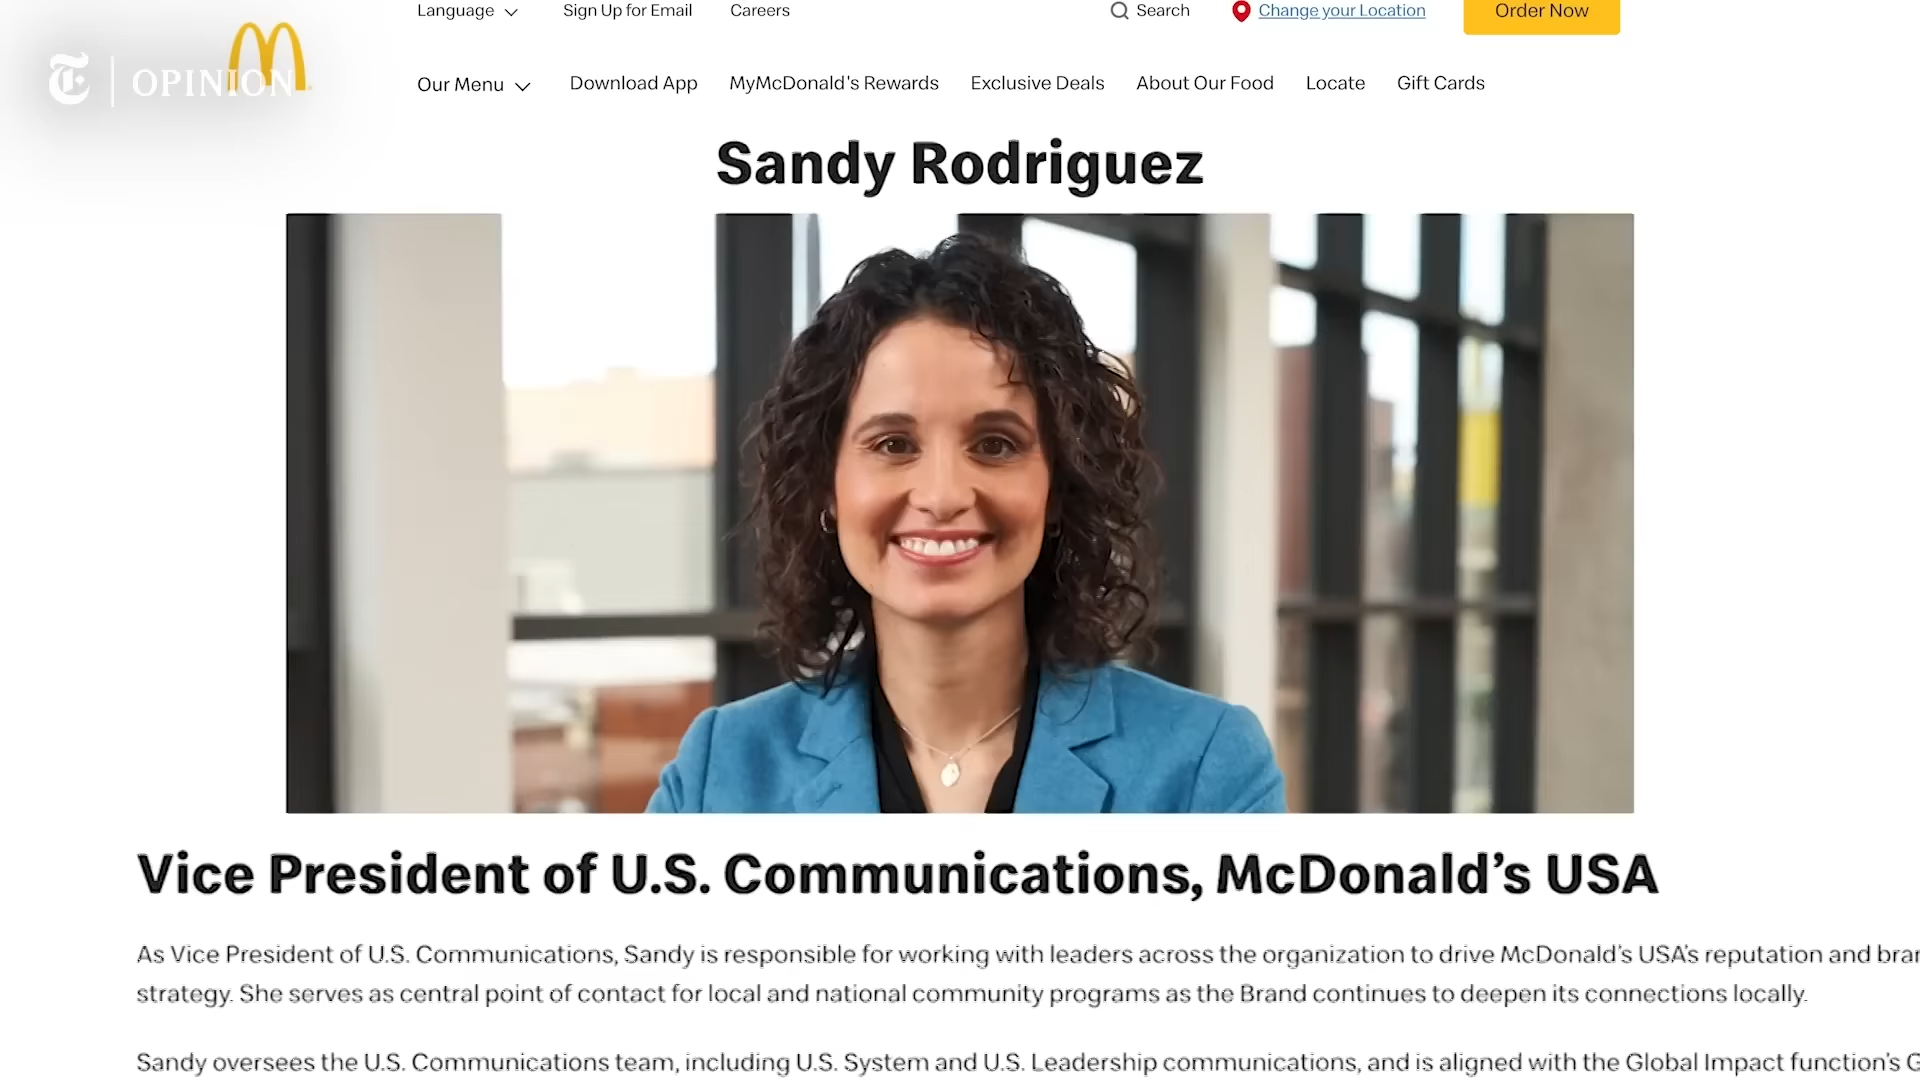 Language Sign Up for Email Careers Search Change your Location Order Now
T OPINION
Our Menu Download App MyMcDonald's Rewards Exclusive Deals About Our Food Locate Gift Cards
Sandy Rodriguez
Vice President of U.S. Communications, McDonald’s USA
As Vice President of U.S. Communications, Sandy is responsible for working with leaders across the organization to drive McDonald’s USA’s reputation and
strategy. She serves as central point of contact for local and national community programs as the Brand continues to deepen its connections locally.
Sandy oversees the U.S. Communications team, including U.S. System and U.S. Leadership communications, and is aligned with the Global Impact function’s